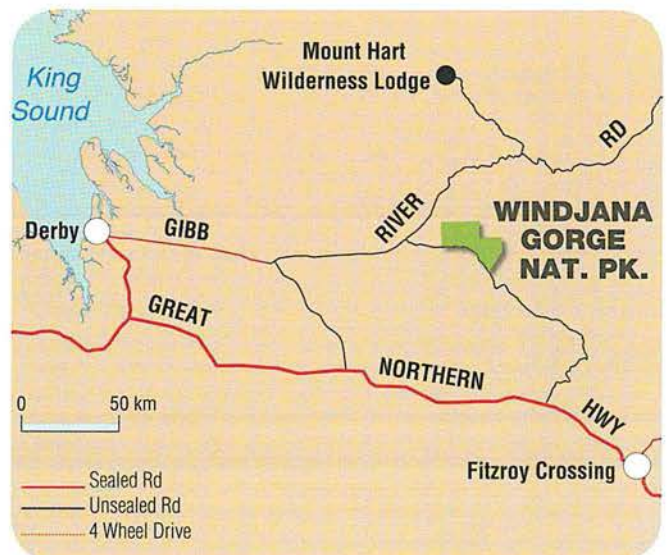 Mount Hart
Wilderness Lodge
King
Sound
RD
RIVER
WINDJANA
GORGE
NAT. PK.
Derby
GIBB
GREAT
NORTHERN
HWY
0 50 km
Fitzroy Crossing
Sealed Rd
Unsealed Rd
4 Wheel Drive